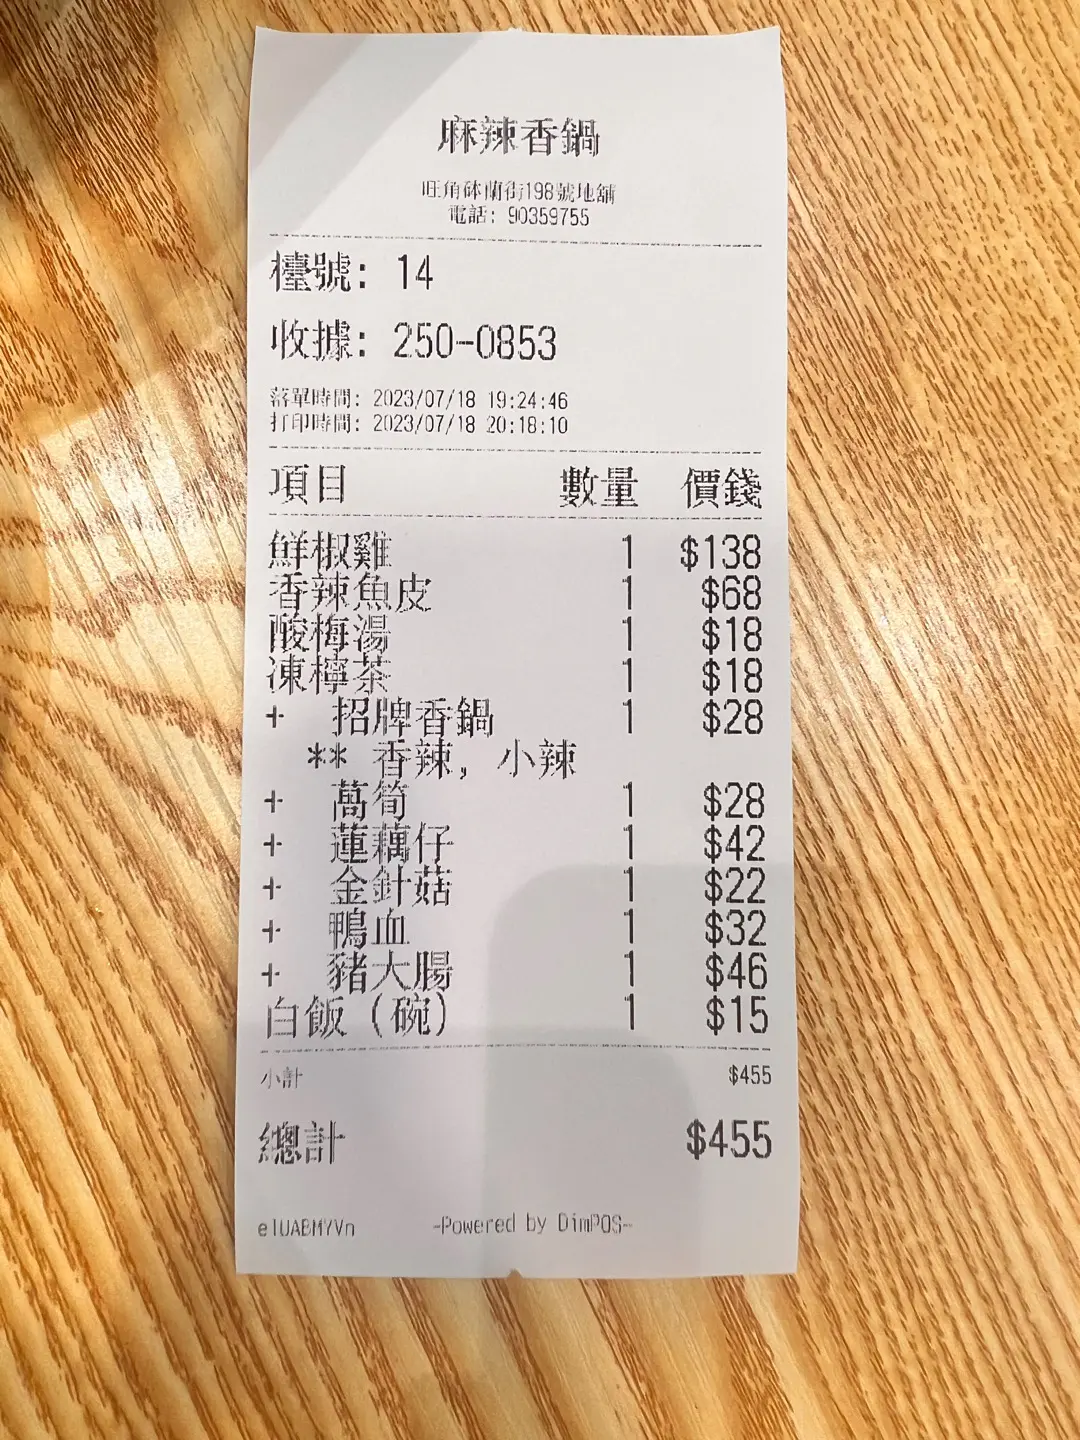 麻辣香鍋
旺角砵蘭街198號地舖
電話: 90359755
檯號: 14
收據: 250-0853
落單時間: 2023/07/18 19:24:46
打印時間: 2023/07/18 20:18:10
項目 數量 價錢
鮮椒雞 1 $138
香辣魚皮 1 $68
酸梅湯 1 $18
凍檸茶 1 $18
+ 招牌香鍋 1 $28
** 香辣, 小辣
+ 萵筍 1 $28
+ 蓮藕仔 1 $42
+ 金針菇 1 $22
+ 鴨血 1 $32
+ 豬大腸 1 $46
白飯(碗) 1 $15
小計 $455
總計 $455
elUABMYVn -Powered by DimPOS-